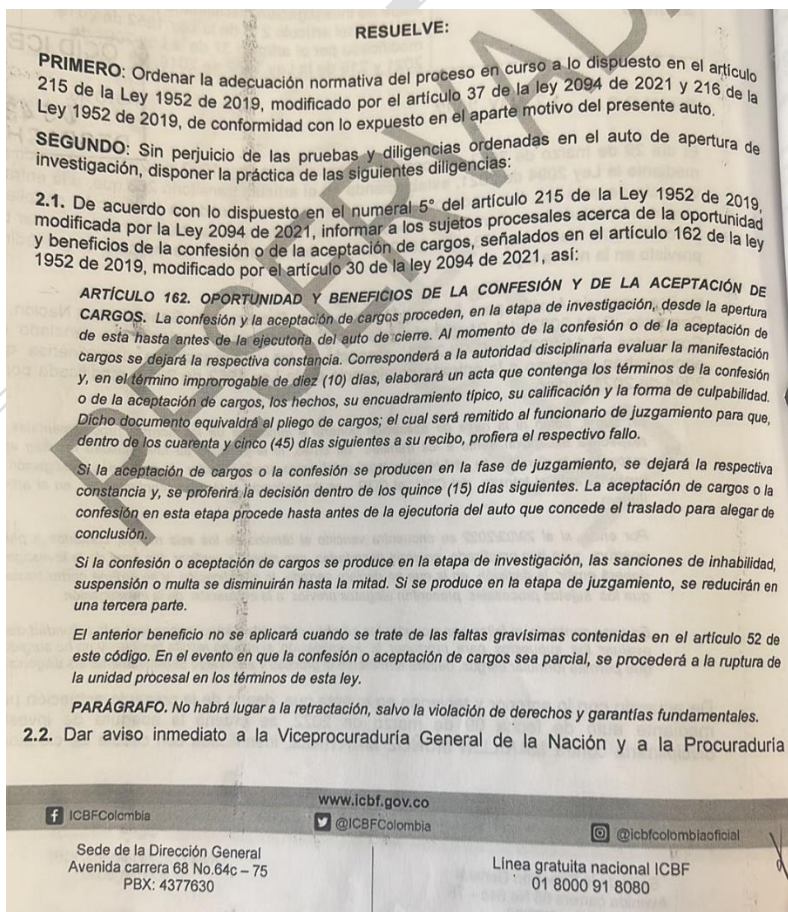 RESUELVE:
PRIMERO: Ordenar la adecuación normativa del proceso en curso a lo dispuesto en el artículo
215 de la Ley 1952 de 2019, modificado por el artículo 37 de la ley 2094 de 2021 y 216 de la
Ley 1952 de 2019, de conformidad con lo expuesto en el aparte motivo del presente auto.
SEGUNDO: Sin perjuicio de las pruebas y diligencias ordenadas en el auto de apertura de
investigación, disponer la práctica de las siguientes diligencias:
2.1. De acuerdo con lo dispuesto en el numeral 5° del artículo 215 de la Ley 1952 de 2019,
modificada por la Ley 2094 de 2021, informar a los sujetos procesales acerca de la oportunidad
y beneficios de la confesión o de la aceptación de cargos, señalados en el artículo 162 de la ley
1952 de 2019, modificado por el artículo 30 de la ley 2094 de 2021, así:
ARTÍCULO 162. OPORTUNIDAD Y BENEFICIOS DE LA CONFESIÓN Y DE LA ACEPTACIÓN DE
CARGOS. La confesión y la aceptación de cargos proceden, en la etapa de investigación, desde la apertura
de esta hasta antes de la ejecutoria del auto de cierre. Al momento de la confesión o de la aceptación de
cargos se dejará la respectiva constancia. Corresponderá a la autoridad disciplinaria evaluar la manifestación
y, en el término improrrogable de diez (10) días, elaborará un acta que contenga los términos de la confesión
o de la aceptación de cargos, los hechos, su encuadramiento típico, su calificación y la forma de culpabilidad.
Dicho documento equivaldrá al pliego de cargos; el cual será remitido al funcionario de juzgamiento para que,
dentro de los cuarenta y cinco (45) días siguientes a su recibo, profiera el respectivo fallo.
Si la aceptación de cargos o la confesión se producen en la fase de juzgamiento, se dejará la respectiva
constancia y, se proferirá la decisión dentro de los quince (15) días siguientes. La aceptación de cargos o la
confesión en esta etapa procede hasta antes de la ejecutoria del auto que concede el traslado para alegar de
conclusión.
Si la confesión o aceptación de cargos se produce en la etapa de investigación, las sanciones de inhabilidad,
suspensión o multa se disminuirán hasta la mitad. Si se produce en la etapa de juzgamiento, se reducirán en
una tercera parte.
El anterior beneficio no se aplicará cuando se trate de las faltas gravísimas contenidas en el artículo 52 de
este código. En el evento en que la confesión o aceptación de cargos sea parcial, se procederá a la ruptura de
la unidad procesal en los términos de esta ley.
PARÁGRAFO. No habrá lugar a la retractación, salvo la violación de derechos y garantías fundamentales.
2.2. Dar aviso inmediato a la Viceprocuraduría General de la Nación y a la Procuraduría
RESERVADA
www.icbf.gov.co
ICBFColombia
@ICBFColombia
@icbfcolombiaoficial
Sede de la Dirección General
Avenida carrera 68 No.64c – 75
PBX: 4377630
Línea gratuita nacional ICBF
01 8000 91 8080